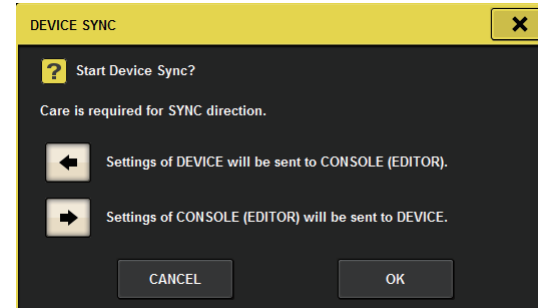 DEVICE SYNC
Start Device Sync?
Care is required for SYNC direction.
Settings of DEVICE will be sent to CONSOLE (EDITOR).
Settings of CONSOLE (EDITOR) will be sent to DEVICE.
CANCEL OK